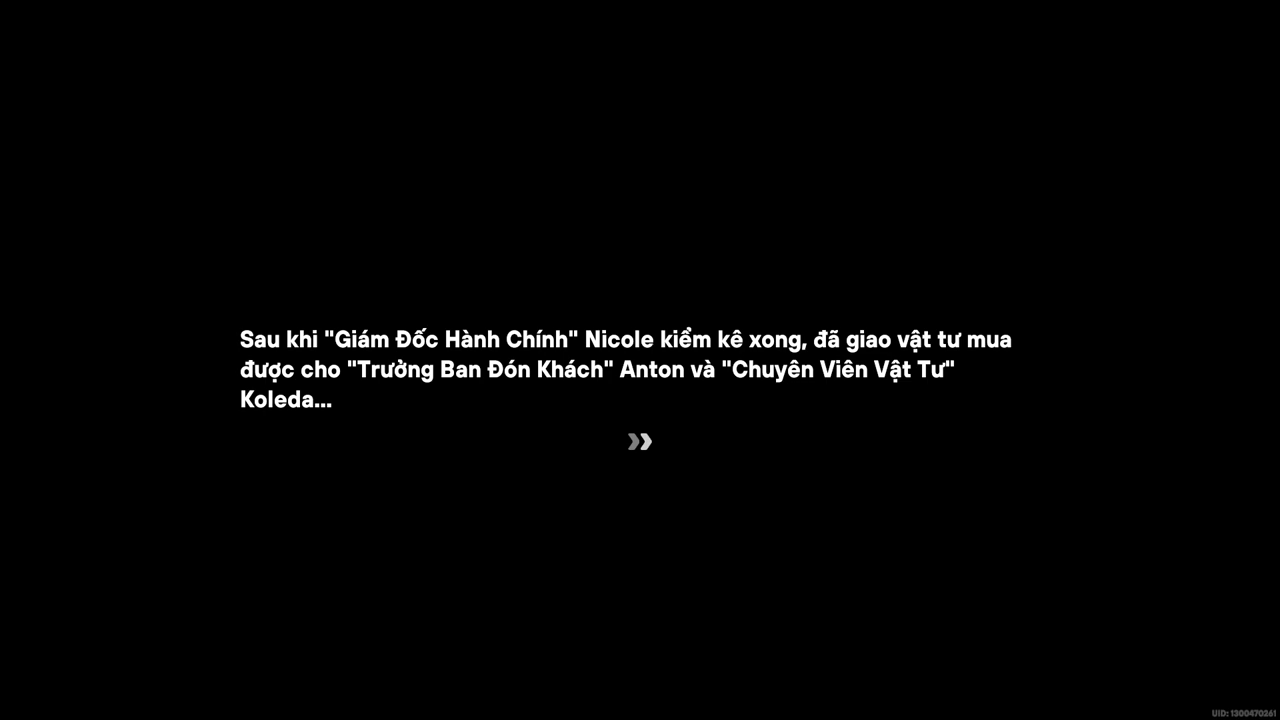 Sau khi "Giám Đốc Hành Chính" Nicole kiểm kê xong, đã giao vật tư mua
được cho "Trưởng Ban Đón Khách" Anton và "Chuyên Viên Vật Tư"
Koleda...
UID: 1300470261